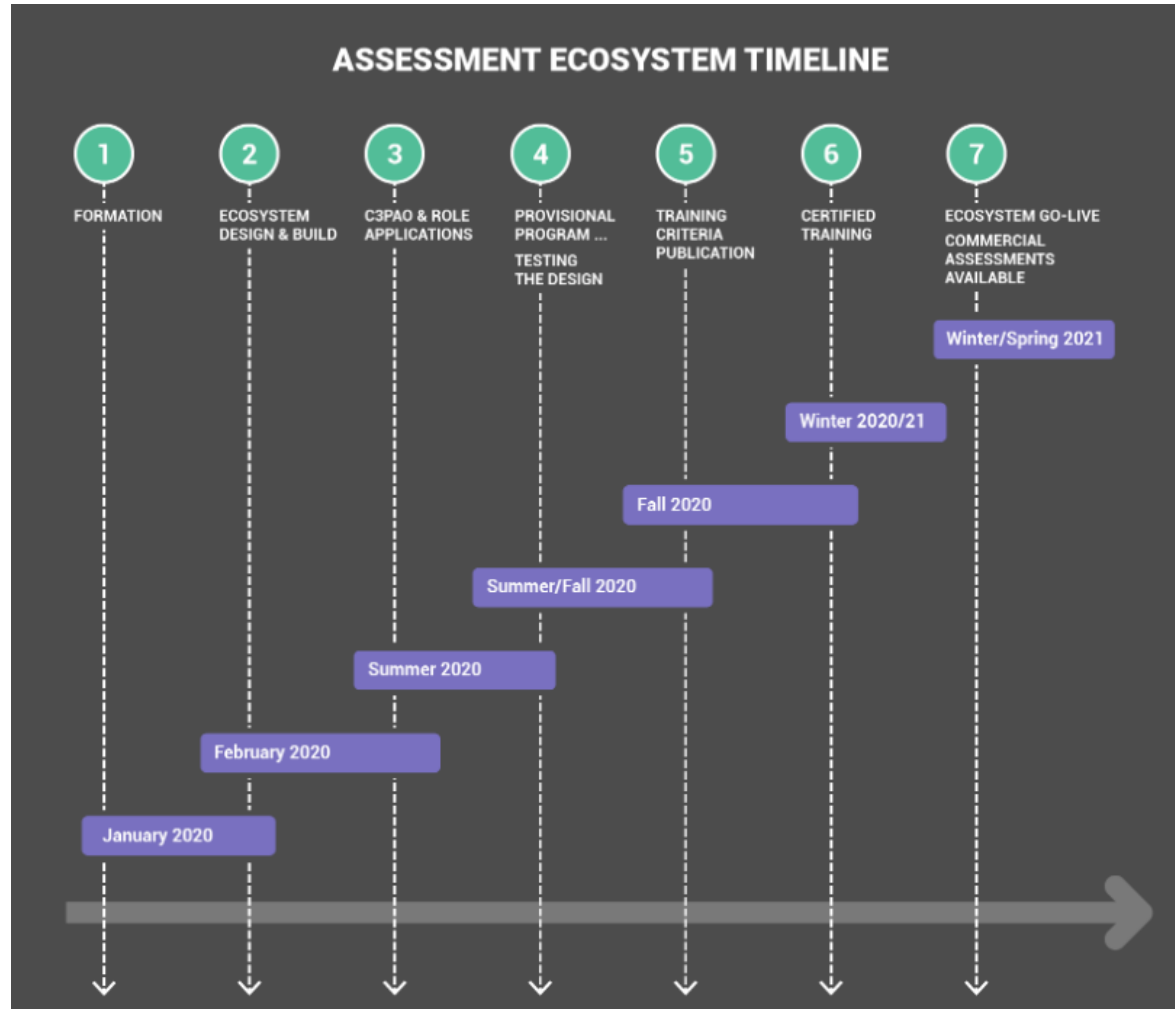 ASSESSMENT ECOSYSTEM TIMELINE
1
2
3
4
5
6
7
FORMATION
ECOSYSTEM
DESIGN & BUILD
C3PAO & ROLE
APPLICATIONS
PROVISIONAL
PROGRAM ...
TESTING
THE DESIGN
TRAINING
CRITERIA
PUBLICATION
CERTIFIED
TRAINING
ECOSYSTEM GO-LIVE
COMMERCIAL
ASSESSMENTS
AVAILABLE
Winter/Spring 2021
Winter 2020/21
Fall 2020
Summer/Fall 2020
Summer 2020
February 2020
January 2020